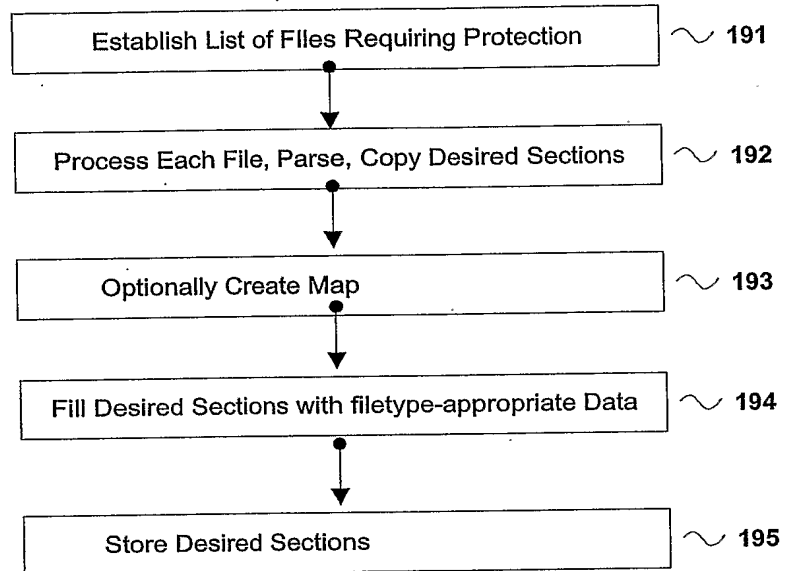 Establish List of FIles Requiring Protection 191
Process Each File, Parse, Copy Desired Sections 192
Optionally Create Map 193
Fill Desired Sections with filetype-appropriate Data 194
Store Desired Sections 195